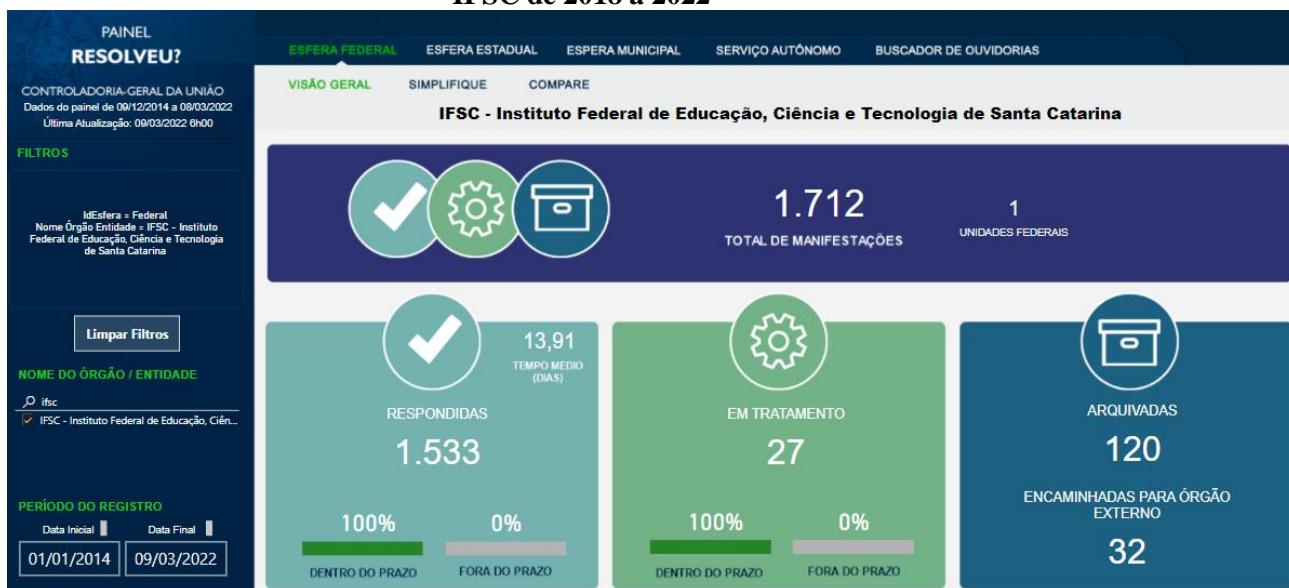 IFSC de 2018 a 2022
PAINEL
RESOLVEU?
CONTROLADORIA-GERAL DA UNIÃO
Dados do painel de 09/12/2014 a 08/03/2022
Última Atualização: 09/03/2022 6h00
FILTROS
IdEsfera = Federal
Nome Órgão Entidade = IFSC - Instituto
Federal de Educação, Ciência e Tecnologia
de Santa Catarina
Limpar Filtros
NOME DO ÓRGÃO / ENTIDADE
ifsc
IFSC - Instituto Federal de Educação, Ciên...
PERÍODO DO REGISTRO
Data Inicial Data Final
01/01/2014 09/03/2022
ESFERA FEDERAL ESFERA ESTADUAL ESPERA MUNICIPAL SERVIÇO AUTÔNOMO BUSCADOR DE OUVIDORIAS
VISÃO GERAL SIMPLIFIQUE COMPARE
IFSC - Instituto Federal de Educação, Ciência e Tecnologia de Santa Catarina
1.712
TOTAL DE MANIFESTAÇÕES
1
UNIDADES FEDERAIS
13,91
TEMPO MÉDIO
(DIAS)
RESPONDIDAS
1.533
100% 0%
DENTRO DO PRAZO FORA DO PRAZO
EM TRATAMENTO
27
100% 0%
DENTRO DO PRAZO FORA DO PRAZO
ARQUIVADAS
120
ENCAMINHADAS PARA ÓRGÃO
EXTERNO
32